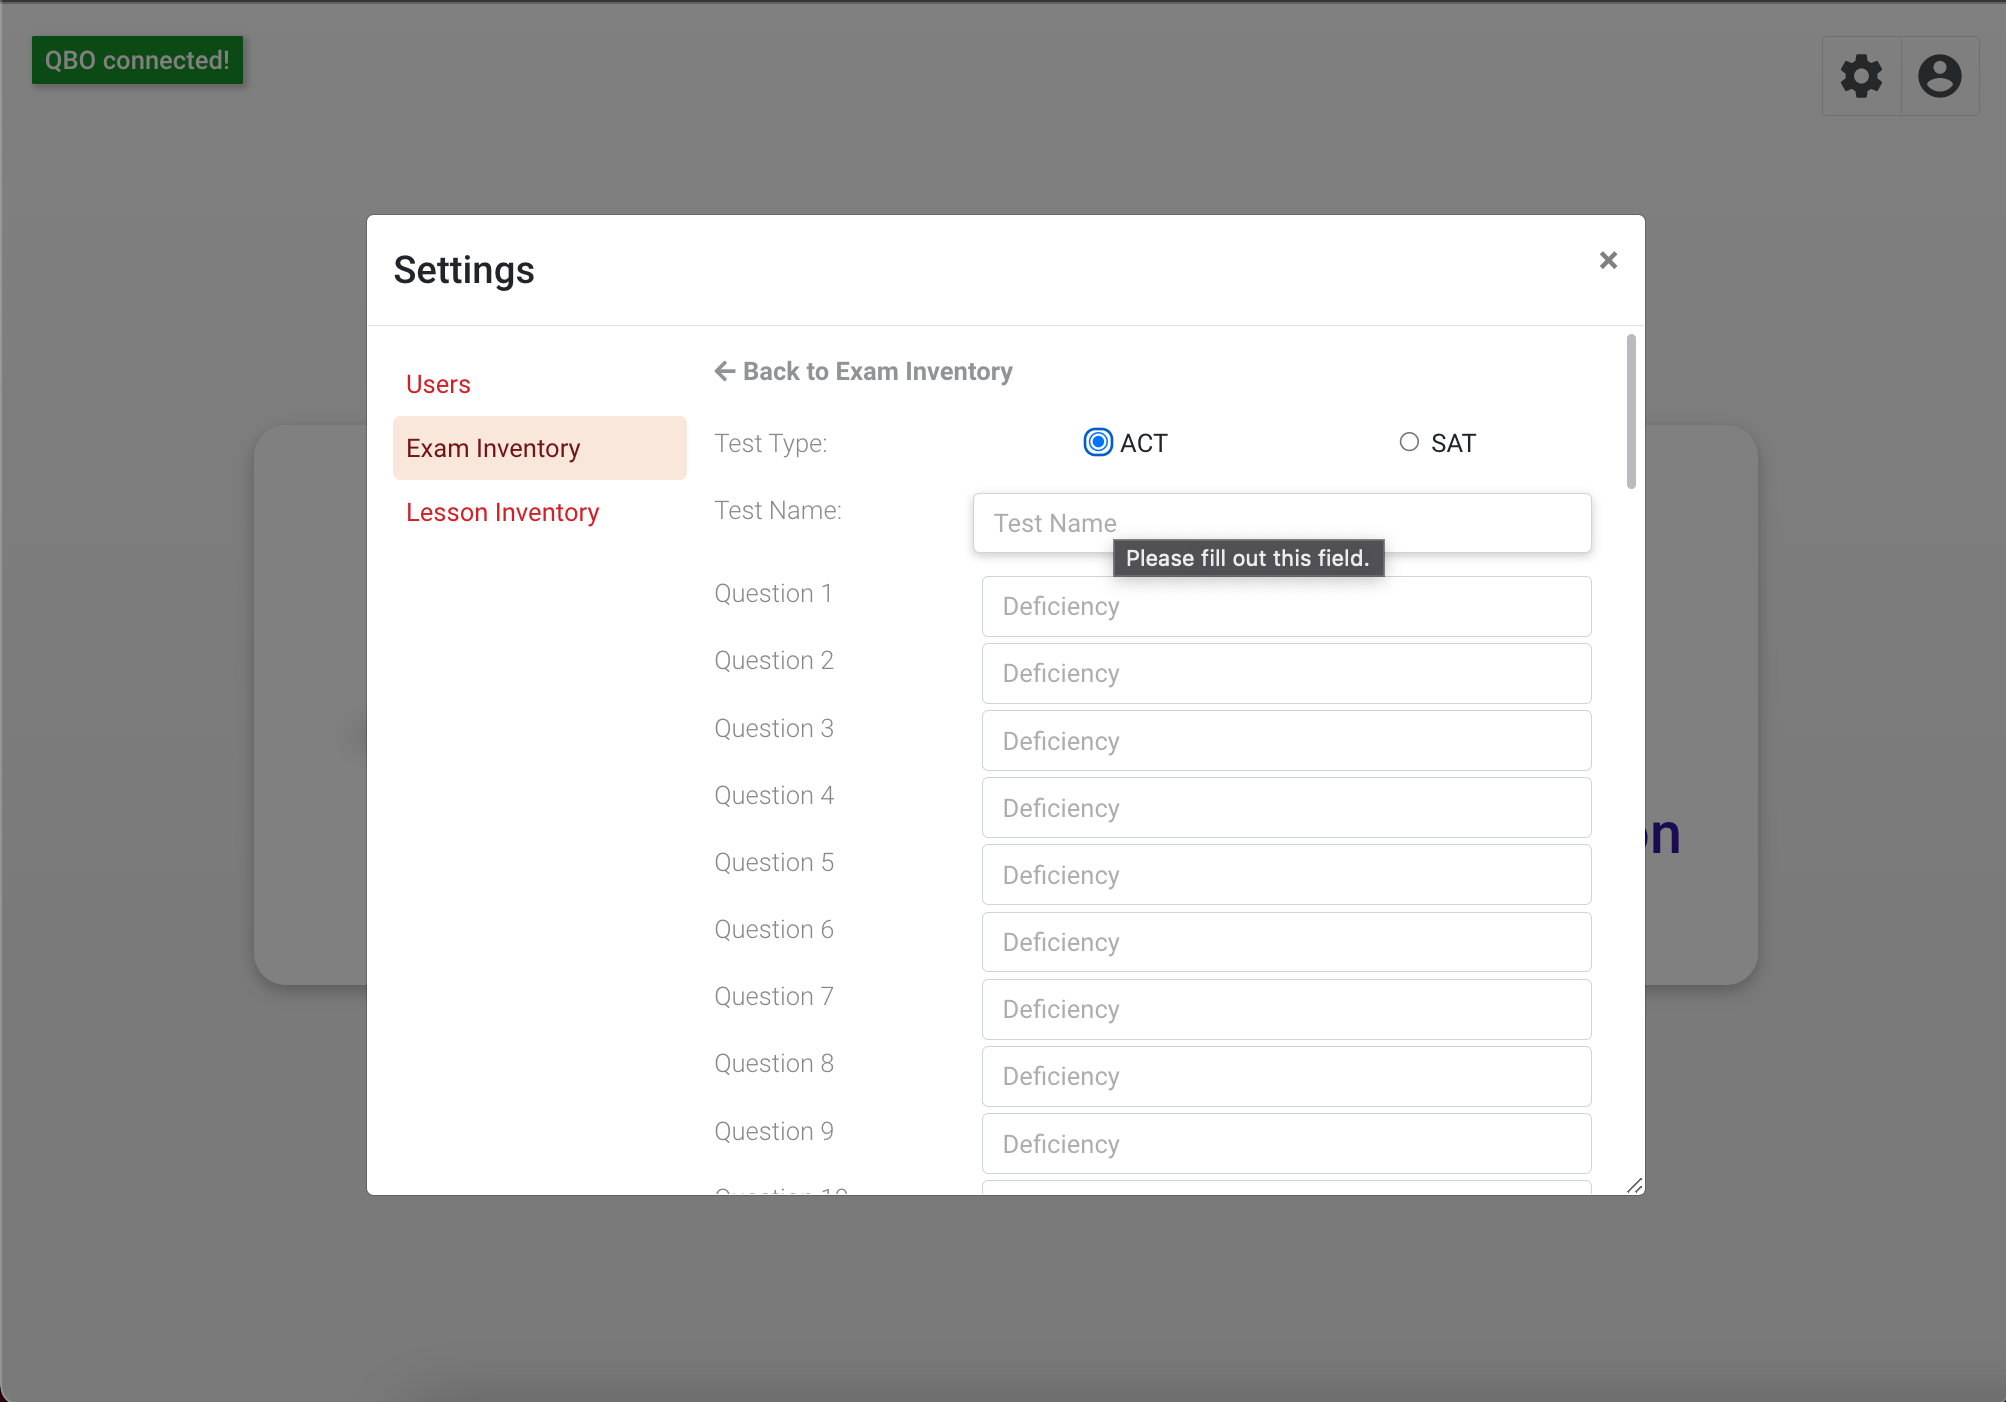 QBO connected!
Settings
×
Users
Exam Inventory
Lesson Inventory
← Back to Exam Inventory
Test Type:
ACT
SAT
Test Name:
Test Name
Please fill out this field.
Question 1
Deficiency
Question 2
Deficiency
Question 3
Deficiency
Question 4
Deficiency
Question 5
Deficiency
Question 6
Deficiency
Question 7
Deficiency
Question 8
Deficiency
Question 9
Deficiency
Question 10